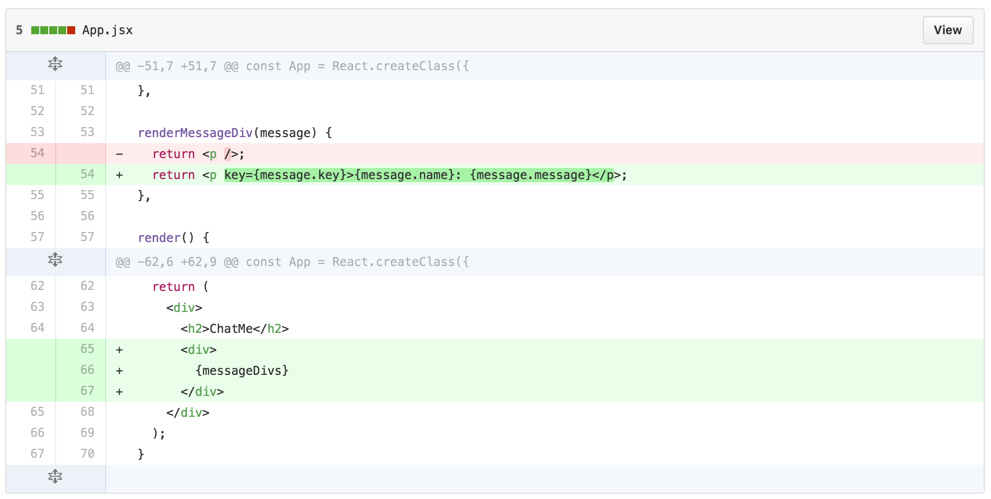 5 App.jsx View
@@ -51,7 +51,7 @@ const App = React.createClass({
51 51 },
52 52
53 53 renderMessageDiv(message) {
54 - return <p />;
54 + return <p key={message.key}>{message.name}: {message.message}</p>;
55 55 },
56 56
57 57 render() {
@@ -62,6 +62,9 @@ const App = React.createClass({
62 62 return (
63 63 <div>
64 64 <h2>ChatMe</h2>
65 + <div>
66 + {messageDivs}
67 + </div>
65 68 </div>
66 69 );
67 70 }